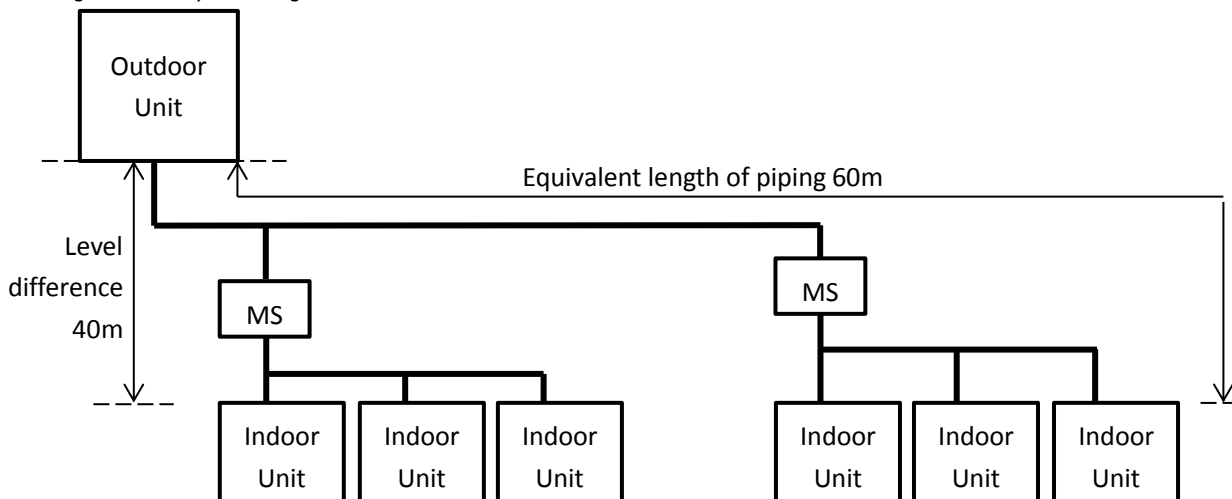 Outdoor
Unit
Equivalent length of piping 60m
Level
difference
40m
MS
MS
Indoor
Unit
Indoor
Unit
Indoor
Unit
Indoor
Unit
Indoor
Unit
Indoor
Unit